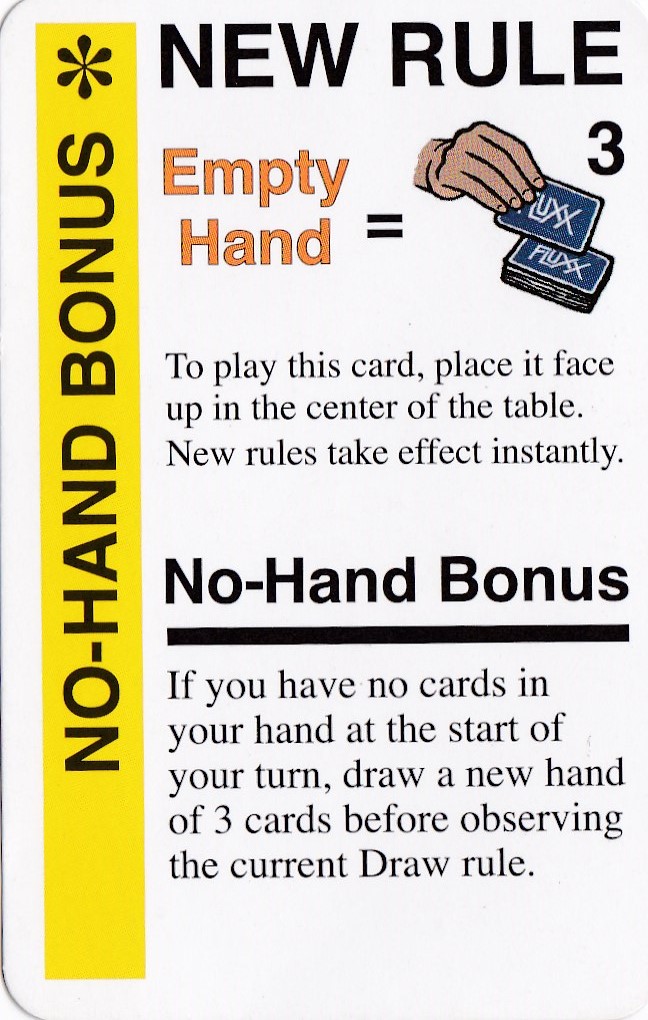 NO-HAND BONUS *
NEW RULE
Empty
Hand
=
3
FLUXX
To play this card, place it face
up in the center of the table.
New rules take effect instantly.
No-Hand Bonus
If you have no cards in
your hand at the start of
your turn, draw a new hand
of 3 cards before observing
the current Draw rule.